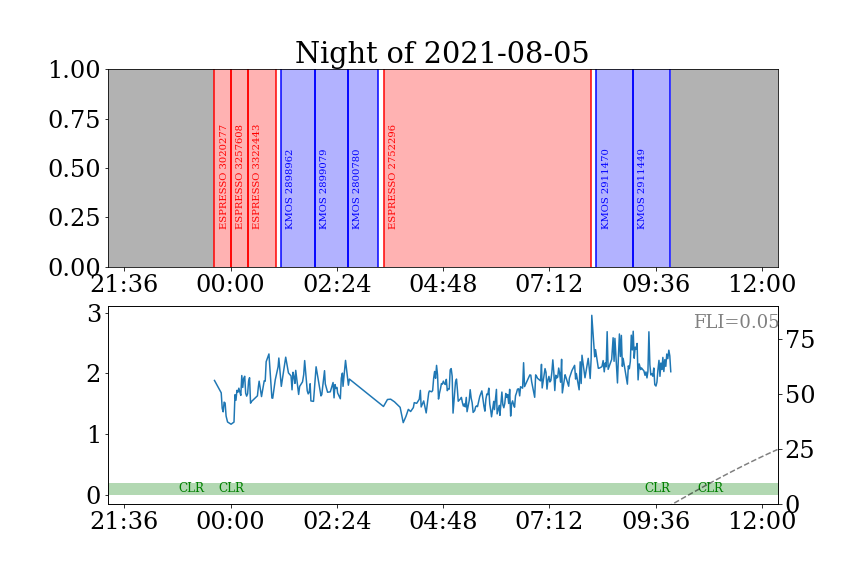 Night of 2021-08-05
1.00
0.75
0.50
0.25
0.00
ESPRESSO 3020277
ESPRESSO 3257608
ESPRESSO 3322443
KMOS 2898962
KMOS 2899079
KMOS 2800780
ESPRESSO 2752296
KMOS 2911470
KMOS 2911449
21:36 00:00 02:24 04:48 07:12 09:36 12:00
FLI=0.05
3
2
1
0
75
50
25
0
CLR CLR CLR CLR
21:36 00:00 02:24 04:48 07:12 09:36 12:00